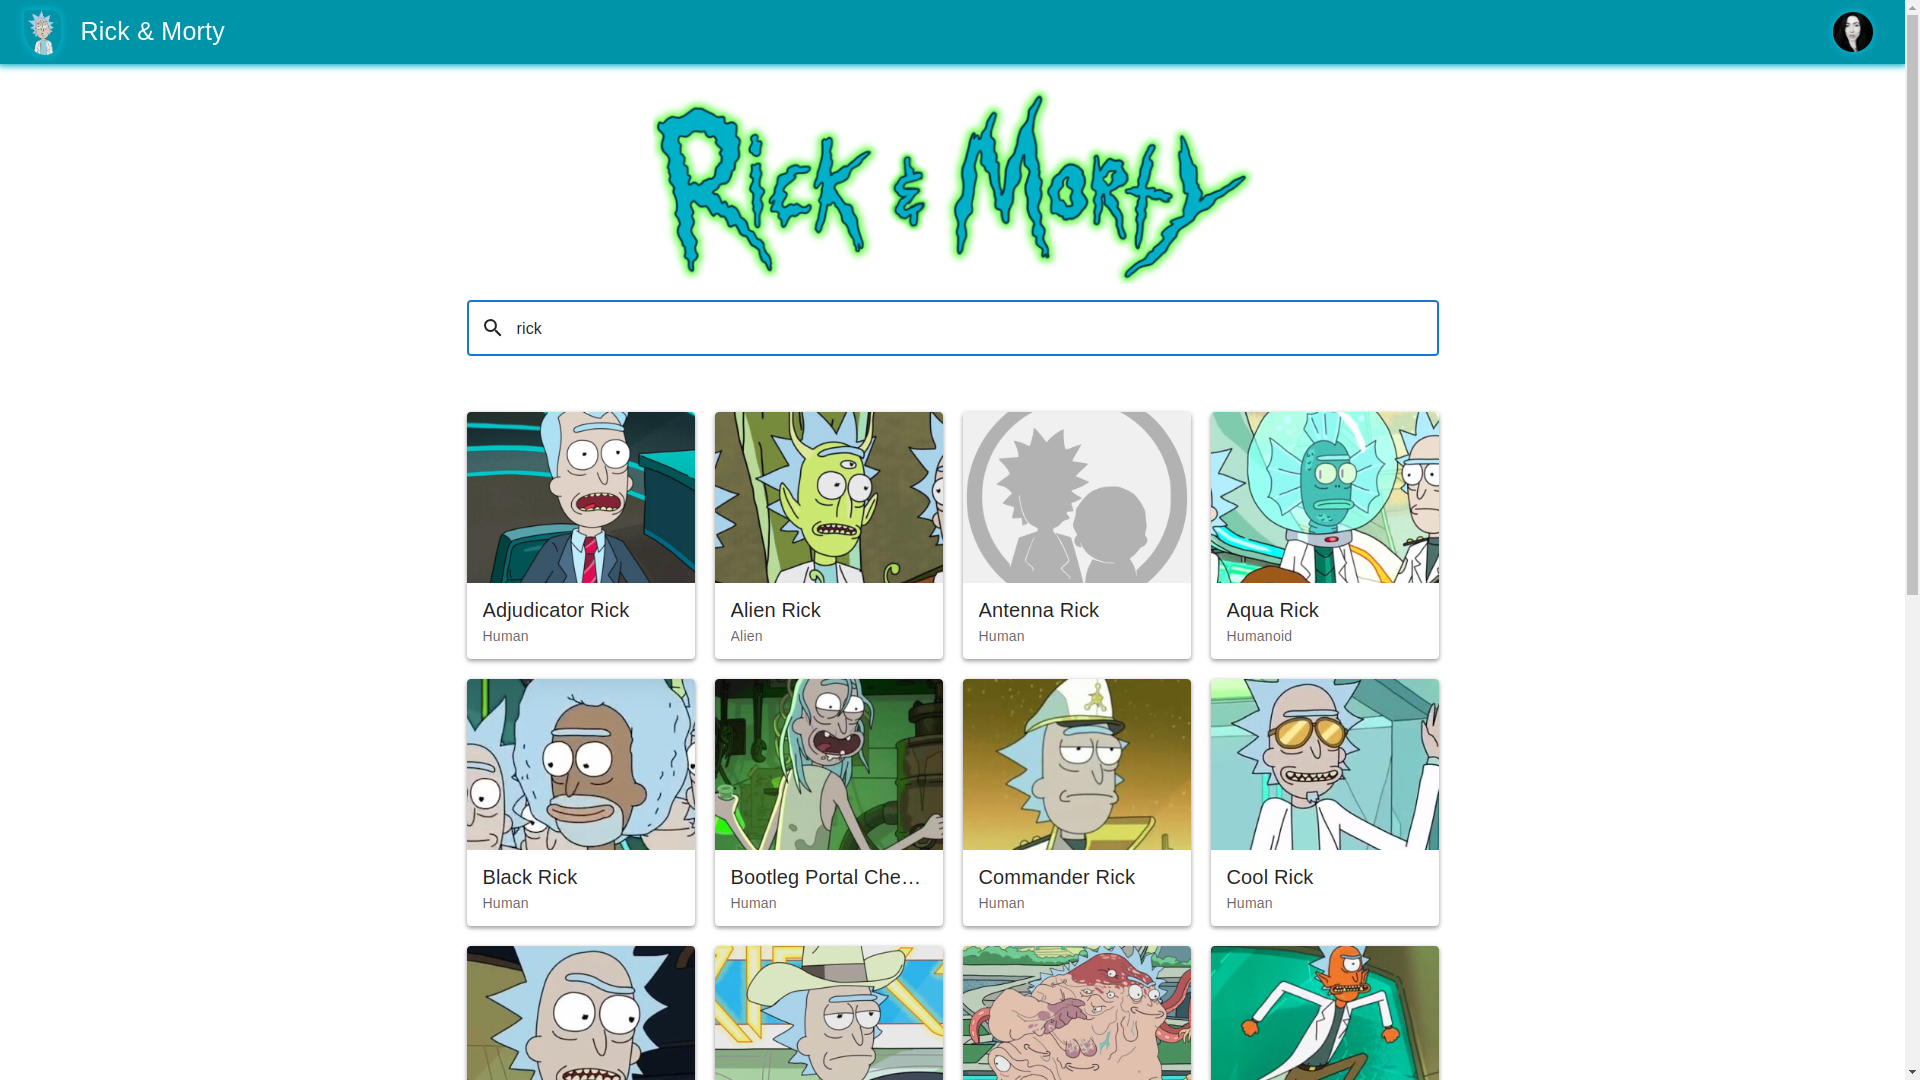 Rick & Morty
Rick & Morty
rick
Adjudicator Rick
Human
Alien Rick
Alien
Antenna Rick
Human
Aqua Rick
Humanoid
Black Rick
Human
Bootleg Portal Che…
Human
Commander Rick
Human
Cool Rick
Human